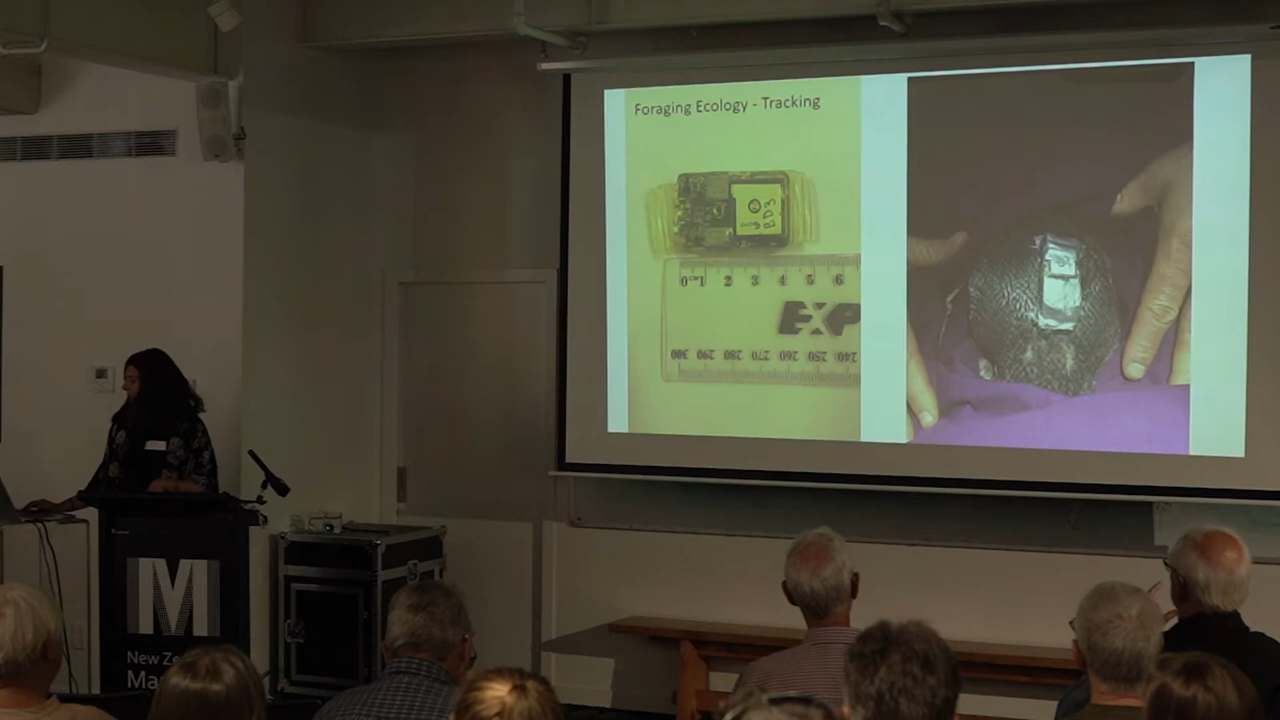 Foraging Ecology - Tracking
BD3
0 cm 1 2 3 4 5 6
EXP
300 290 280 270 260 250 240
M
New Ze
Ma